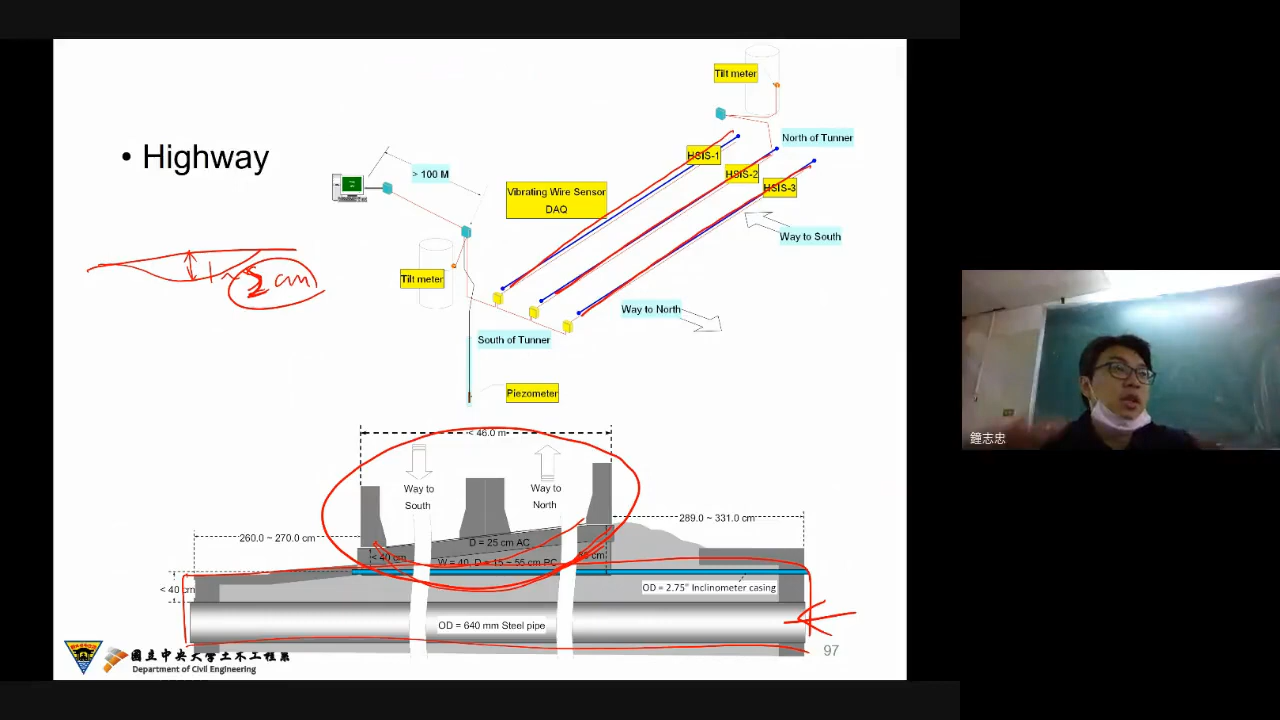 Tilt meter
North of Tunner
• Highway
HSIS-1
> 100 M
HSIS-2
HSIS-3
Vibrating Wire Sensor
DAQ
Way to South
Tilt meter
1~2 cm
Way to North
South of Tunner
Piezometer
鐘志忠
< 46.0 m
Way to
South
Way to
North
289.0 ~ 331.0 cm
260.0 ~ 270.0 cm
D = 25 cm AC
< 40 cm
W = 40, D = 15 ~ 55 cm PC
< 40 cm
OD = 2.75" Inclinometer casing
OD = 640 mm Steel pipe
97
國立中央大學土木工程系
Department of Civil Engineering